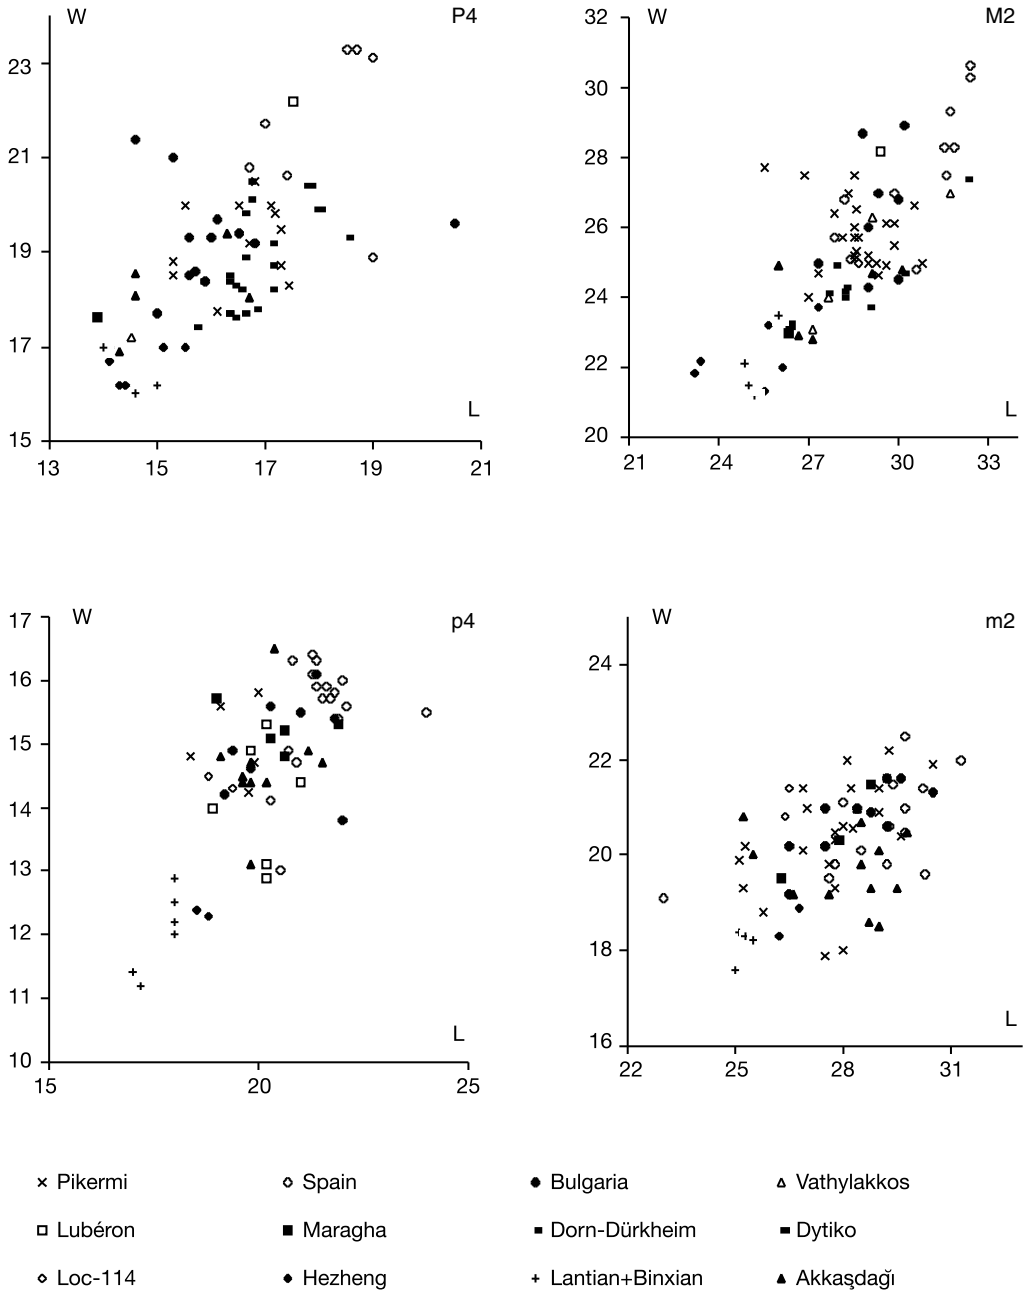 W P4
23
21
19
17
15
13 15 17 19 21
L
W M2
32
30
28
26
24
22
20
21 24 27 30 33
L
W p4
17
16
15
14
13
12
11
10
15 20 25
L
W m2
24
22
20
18
16
22 25 28 31
L
Pikermi Spain Bulgaria Vathylakkos
Lubéron Maragha Dorn-Dürkheim Dytiko
Loc-114 Hezheng Lantian+Binxian Akkaşdağı